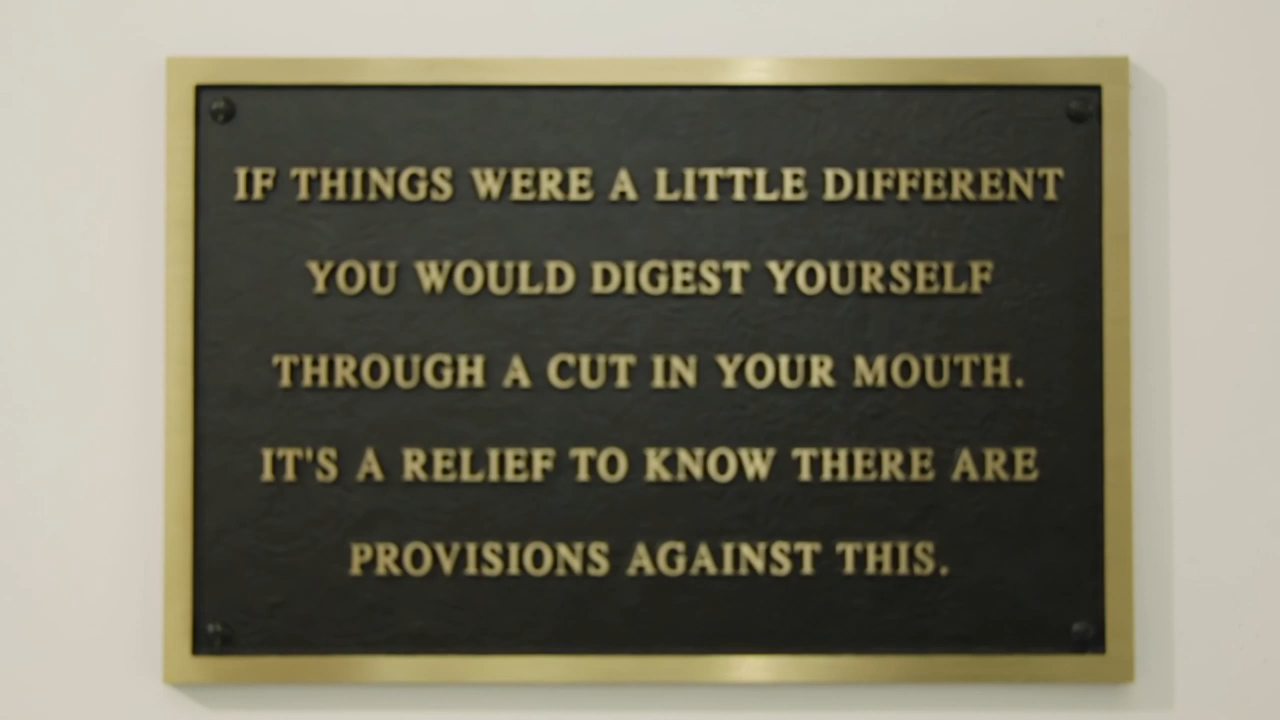 IF THINGS WERE A LITTLE DIFFERENT
YOU WOULD DIGEST YOURSELF
THROUGH A CUT IN YOUR MOUTH.
IT'S A RELIEF TO KNOW THERE ARE
PROVISIONS AGAINST THIS.